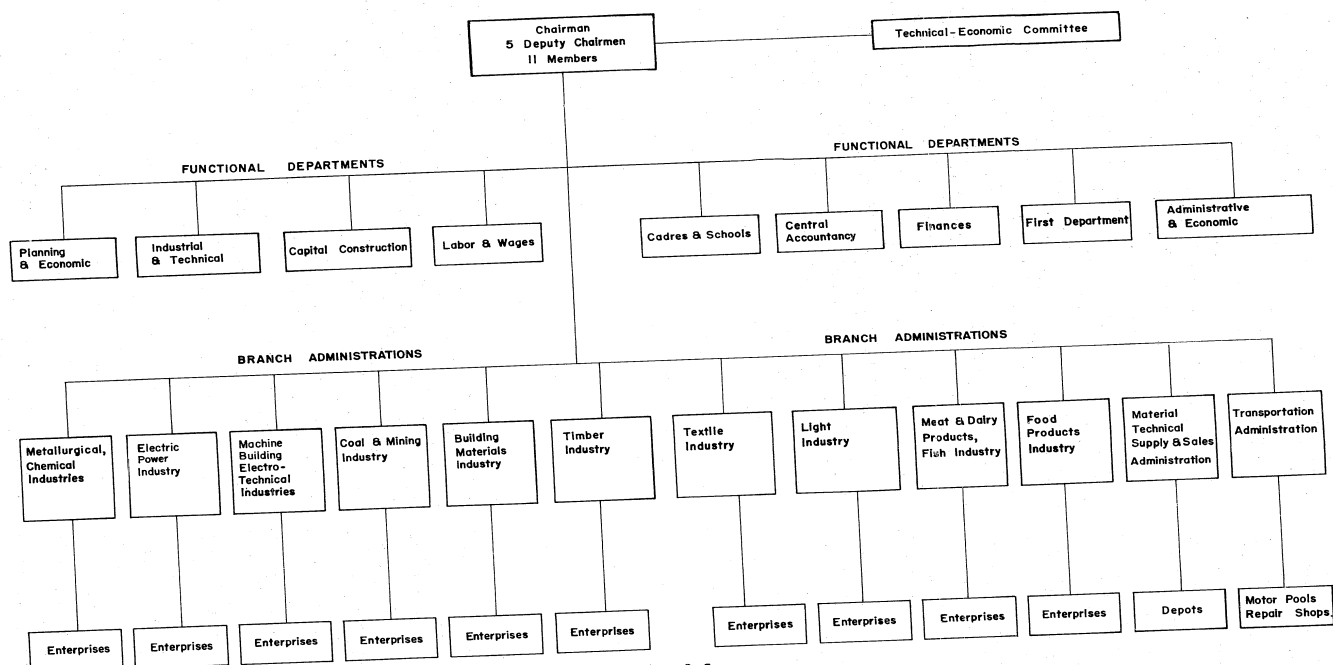 Chairman
5 Deputy Chairmen
11 Members
Technical-Economic Committee
FUNCTIONAL DEPARTMENTS
FUNCTIONAL DEPARTMENTS
Planning
& Economic
Industrial
& Technical
Capital Construction
Labor & Wages
Cadres & Schools
Central
Accountancy
Finances
First Department
Administrative
& Economic
BRANCH ADMINISTRATIONS
BRANCH ADMINISTRATIONS
Metallurgical,
Chemical
Industries
Electric
Power
Industry
Machine
Building
Electro-
Technical
Industries
Coal & Mining
Industry
Building
Materials
Industry
Timber
Industry
Textile
Industry
Light
Industry
Meat & Dairy
Products,
Fish Industry
Food
Products
Industry
Material
Technical
Supply & Sales
Administration
Transportation
Administration
Enterprises
Enterprises
Enterprises
Enterprises
Enterprises
Enterprises
Enterprises
Enterprises
Enterprises
Enterprises
Depots
Motor Pools
Repair Shops